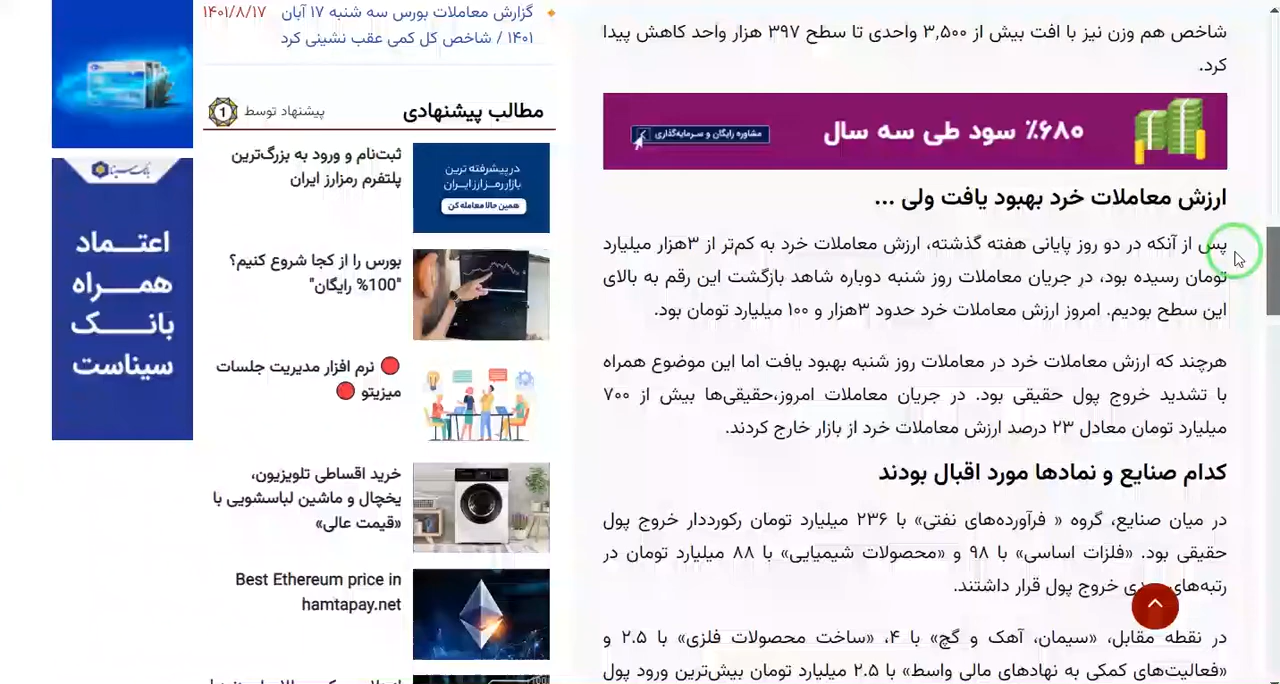 شاخص هم وزن نیز با افت بیش از ۳,۵۰۰ واحدی تا سطح ۳۹۷ هزار واحد کاهش پیدا
کرد.
٪۶۸۰ سود طی سه سال
مشاوره رایگان و سرمایه‌گذاری
ارزش معاملات خرد بهبود یافت ولی ...
پس از آنکه در دو روز پایانی هفته گذشته، ارزش معاملات خرد به کم‌تر از ۳هزار میلیارد
تومان رسیده بود، در جریان معاملات روز شنبه دوباره شاهد بازگشت این رقم به بالای
این سطح بودیم. امروز ارزش معاملات خرد حدود ۳هزار و ۱۰۰ میلیارد تومان بود.
هرچند که ارزش معاملات خرد در معاملات روز شنبه بهبود یافت اما این موضوع همراه
با تشدید خروج پول حقیقی بود. در جریان معاملات امروز،حقیقی‌ها بیش از ۷۰۰
میلیارد تومان معادل ۲۳ درصد ارزش معاملات خرد از بازار خارج کردند.
کدام صنایع و نمادها مورد اقبال بودند
در میان صنایع، گروه « فرآورده‌های نفتی» با ۲۳۶ میلیارد تومان رکورددار خروج پول
حقیقی بود. «فلزات اساسی» با ۹۸ و «محصولات شیمیایی» با ۸۸ میلیارد تومان در
رتبه‌های خروج پول قرار داشتند.
در نقطه مقابل، «سیمان، آهک و گچ» با ۴، «ساخت محصولات فلزی» با ۲.۵ و
«فعالیت‌های کمکی به نهادهای مالی واسط» با ۲.۵ میلیارد تومان بیش‌ترین ورود پول
گزارش معاملات بورس سه شنبه ۱۷ آبان ۱۴۰۱/۸/۱۷
۱۴۰۱ / شاخص کل کمی عقب نشینی کرد
مطالب پیشنهادی
پیشنهاد توسط 1
ثبت‌نام و ورود به بزرگ‌ترین
پلتفرم رمزارز ایران
در پیشرفته ترین
بازار رمز ارز ایران
همین حالا معامله کن
بورس را از کجا شروع کنیم؟
"100% رایگان"
نرم افزار مدیریت جلسات
میزیتو
خرید اقساطی تلویزیون،
یخچال و ماشین لباسشویی با
«قیمت عالی»
Best Ethereum price in
hamtapay.net
بانک سینا
اعتــماد
همــراه
بانــک
سیناست